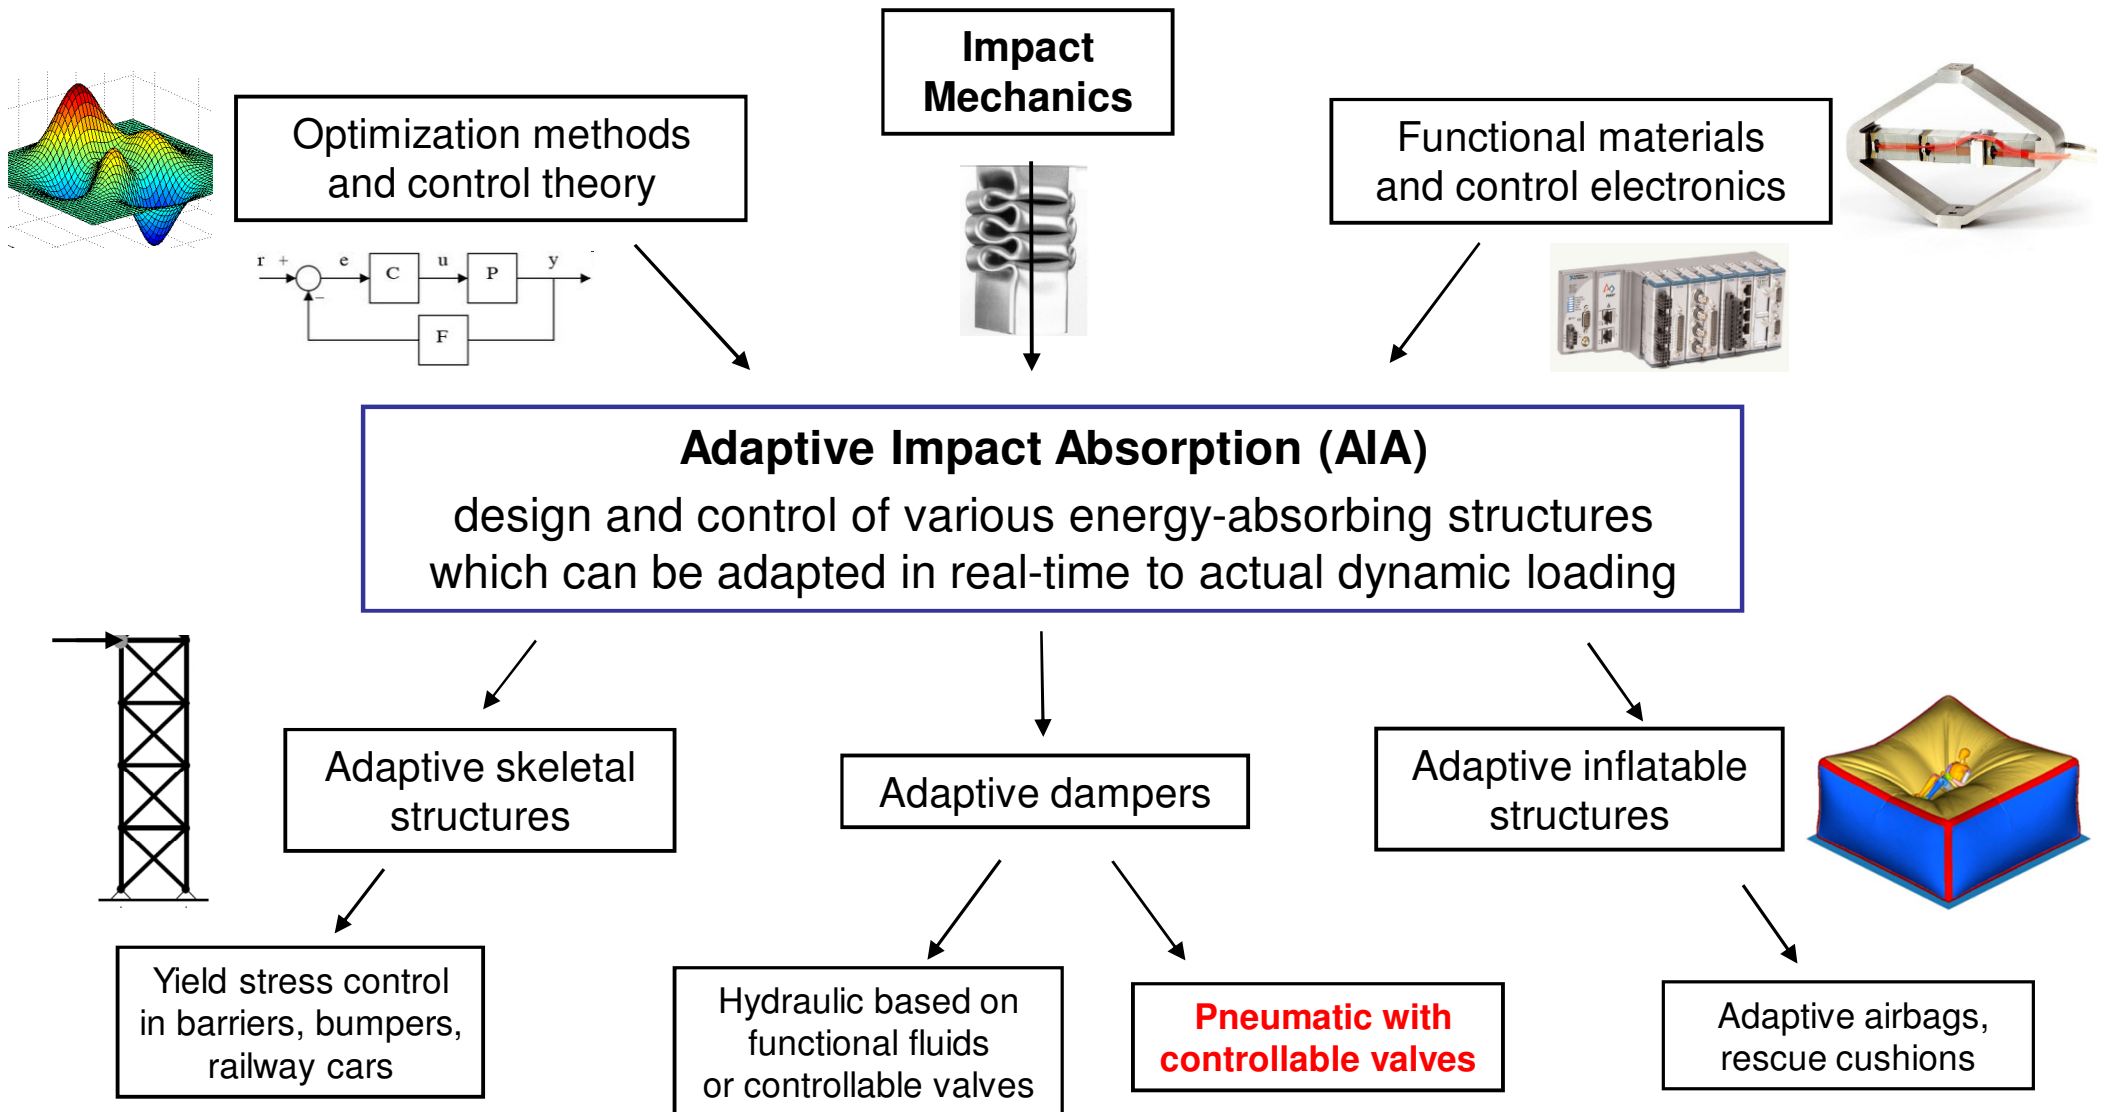 Impact
Mechanics
Optimization methods
and control theory
Functional materials
and control electronics
r + e C u P y
−
F
Adaptive Impact Absorption (AIA)
design and control of various energy-absorbing structures
which can be adapted in real-time to actual dynamic loading
Adaptive skeletal
structures
Adaptive dampers
Adaptive inflatable
structures
Yield stress control
in barriers, bumpers,
railway cars
Hydraulic based on
functional fluids
or controllable valves
Pneumatic with
controllable valves
Adaptive airbags,
rescue cushions